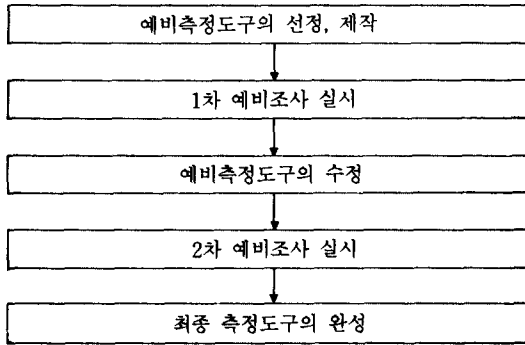 예비측정도구의 선정, 제작
1차 예비조사 실시
예비측정도구의 수정
2차 예비조사 실시
최종 측정도구의 완성